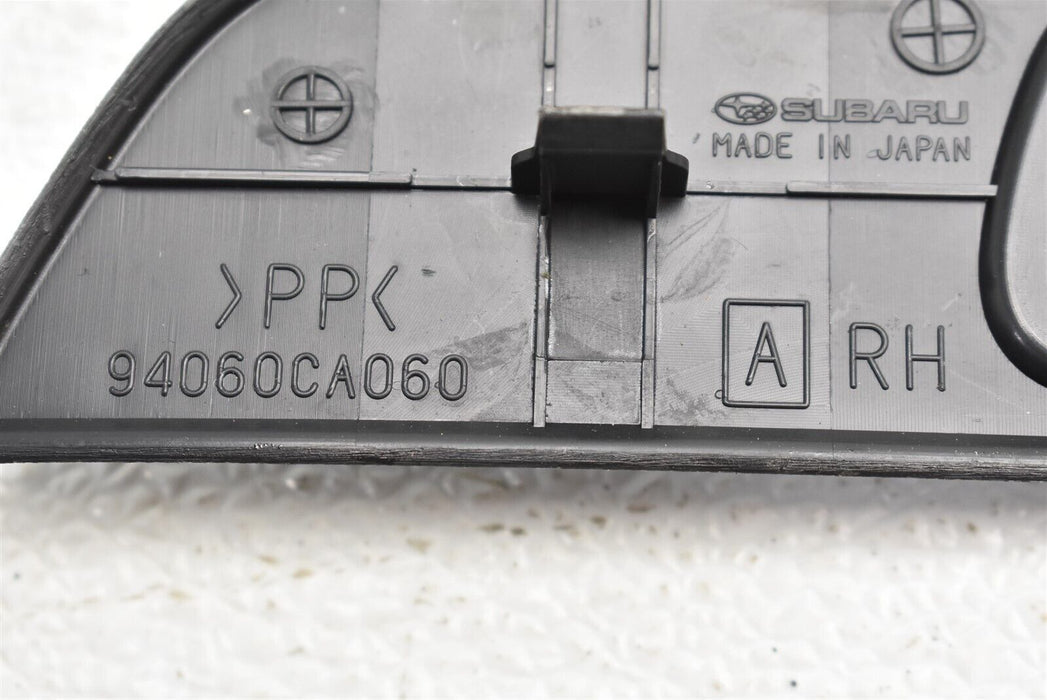 SUBARU
MADE IN JAPAN
>PP<
94060CA060
A RH